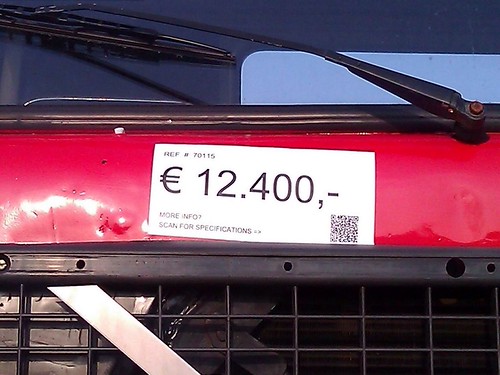 REF # 70115
€ 12.400,-
MORE INFO?
SCAN FOR SPECIFICATIONS =>